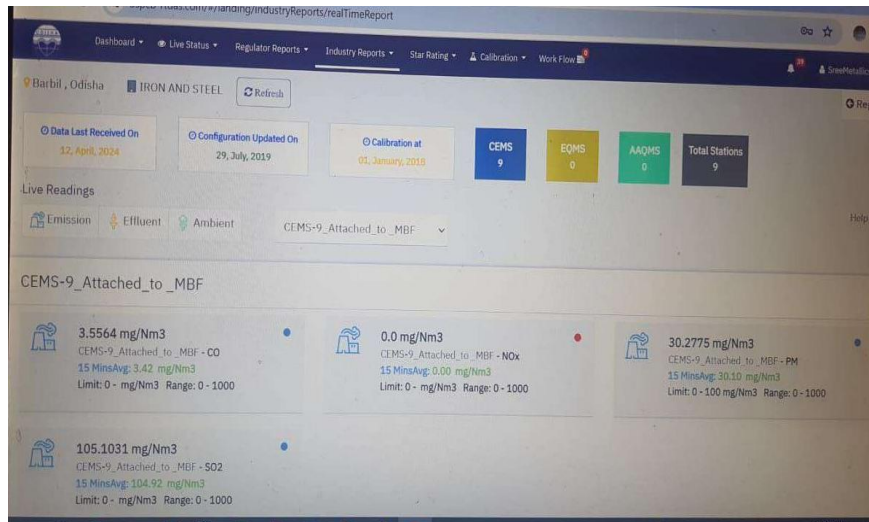 /#/landing/industryReports/realTimeReport
Dashboard Live Status Regulator Reports Industry Reports Star Rating Calibration Work Flow
39
Barbil , Odisha IRON AND STEEL Refresh
Data Last Received On
12, April, 2024
Configuration Updated On
29, July, 2019
Calibration at
01, January, 2015
CEMS
9
EQMS
0
AAQMS
0
Total Stations
9
Live Readings
Emission Effluent Ambient CEMS-9_Attached_to _MBF
Help
CEMS-9_Attached_to _MBF
3.5564 mg/Nm3
CEMS-9_Attached_to _MBF - CO
15 MinsAvg: 3.42 mg/Nm3
Limit: 0 - mg/Nm3 Range: 0 - 1000
0.0 mg/Nm3
CEMS-9_Attached_to _MBF - NOx
15 MinsAvg: 0.00 mg/Nm3
Limit: 0 - mg/Nm3 Range: 0 - 1000
30.2775 mg/Nm3
CEMS-9_Attached_to _MBF - PM
15 MinsAvg: 30.10 mg/Nm3
Limit: 0 - 100 mg/Nm3 Range: 0 - 1000
105.1031 mg/Nm3
CEMS-9_Attached_to _MBF - SO2
15 MinsAvg: 104.92 mg/Nm3
Limit: 0 - mg/Nm3 Range: 0 - 1000